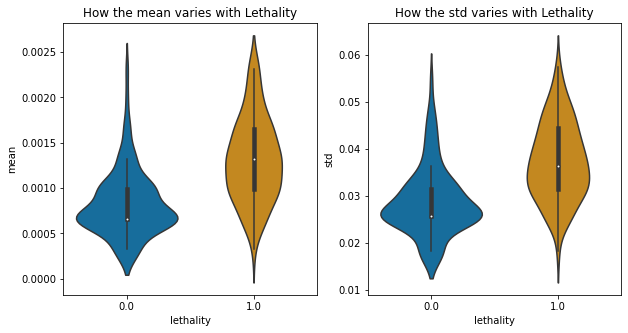 How the mean varies with Lethality
mean
0.0025
0.0020
0.0015
0.0010
0.0005
0.0000
0.0
1.0
lethality
How the std varies with Lethality
std
0.06
0.05
0.04
0.03
0.02
0.01
0.0
1.0
lethality